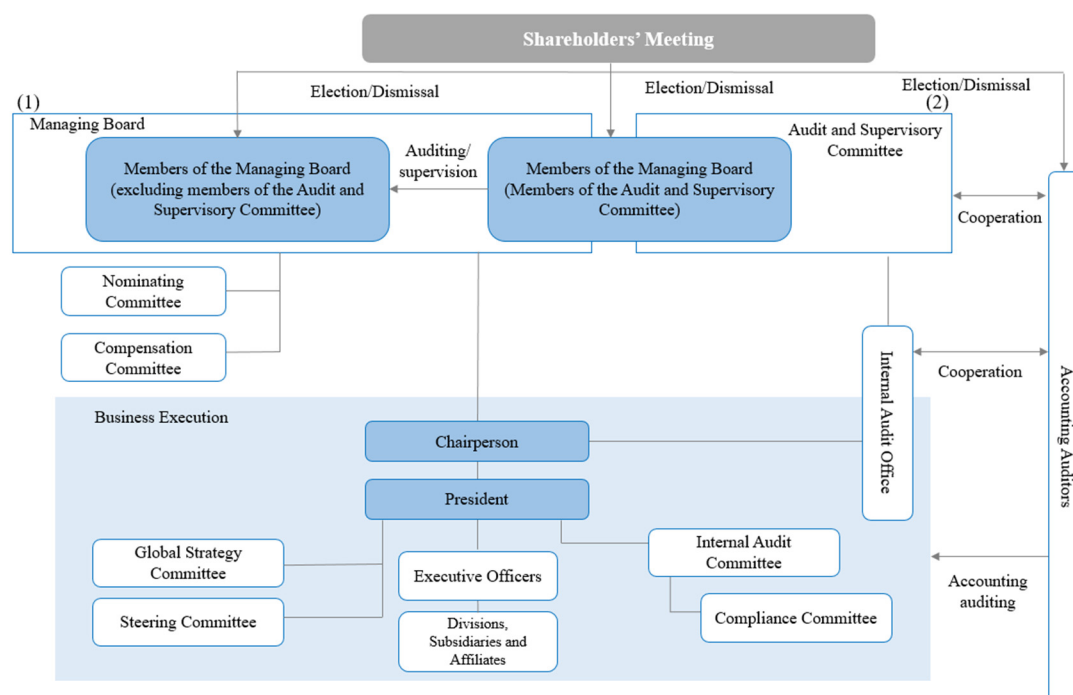 Shareholders' Meeting
Election/Dismissal
Election/Dismissal
Election/Dismissal
(1)
(2)
Managing Board
Members of the Managing Board
(excluding members of the Audit and
Supervisory Committee)
Auditing/
supervision
Members of the Managing Board
(Members of the Audit and Supervisory
Committee)
Audit and Supervisory
Committee
Cooperation
Nominating
Committee
Compensation
Committee
Internal Audit Office
Cooperation
Accounting Auditors
Business Execution
Chairperson
President
Global Strategy
Committee
Steering Committee
Executive Officers
Divisions,
Subsidiaries and
Affiliates
Internal Audit
Committee
Compliance Committee
Accounting
auditing